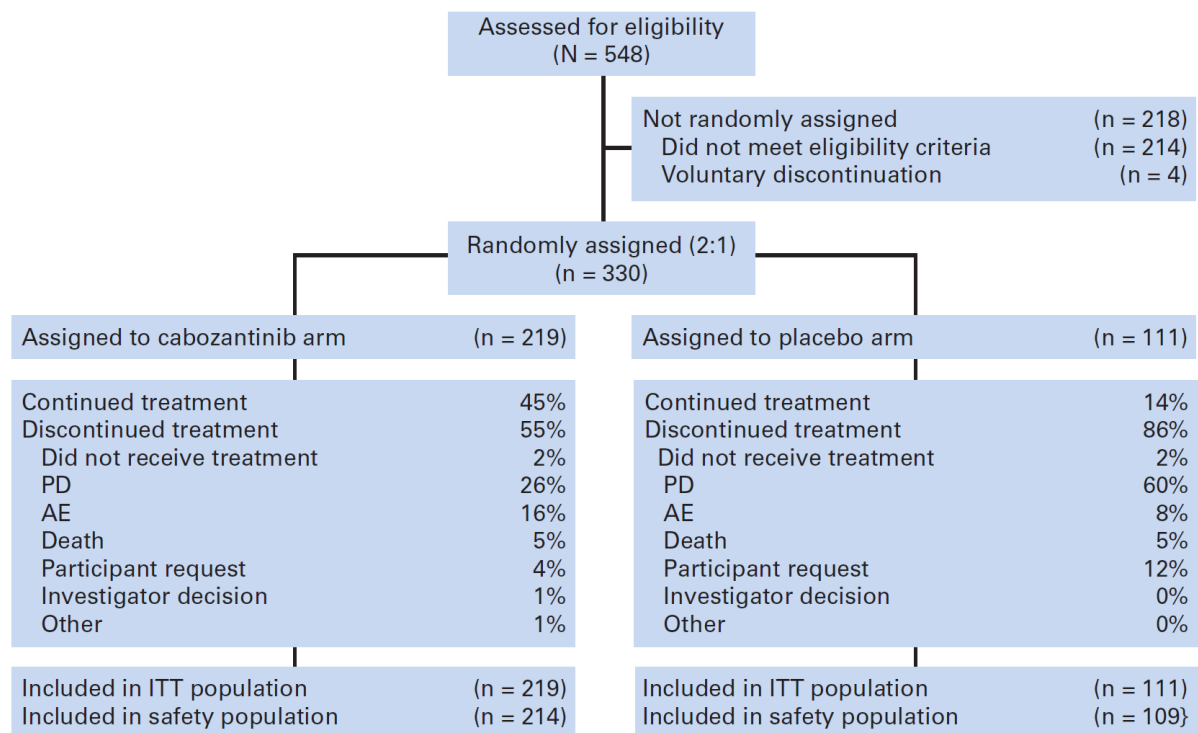 Assessed for eligibility
(N = 548)
Not randomly assigned (n = 218)
Did not meet eligibility criteria (n = 214)
Voluntary discontinuation (n = 4)
Randomly assigned (2:1)
(n = 330)
Assigned to cabozantinib arm (n = 219)
Continued treatment 45%
Discontinued treatment 55%
Did not receive treatment 2%
PD 26%
AE 16%
Death 5%
Participant request 4%
Investigator decision 1%
Other 1%
Included in ITT population (n = 219)
Included in safety population (n = 214)
Assigned to placebo arm (n = 111)
Continued treatment 14%
Discontinued treatment 86%
Did not receive treatment 2%
PD 60%
AE 8%
Death 5%
Participant request 12%
Investigator decision 0%
Other 0%
Included in ITT population (n = 111)
Included in safety population (n = 109}